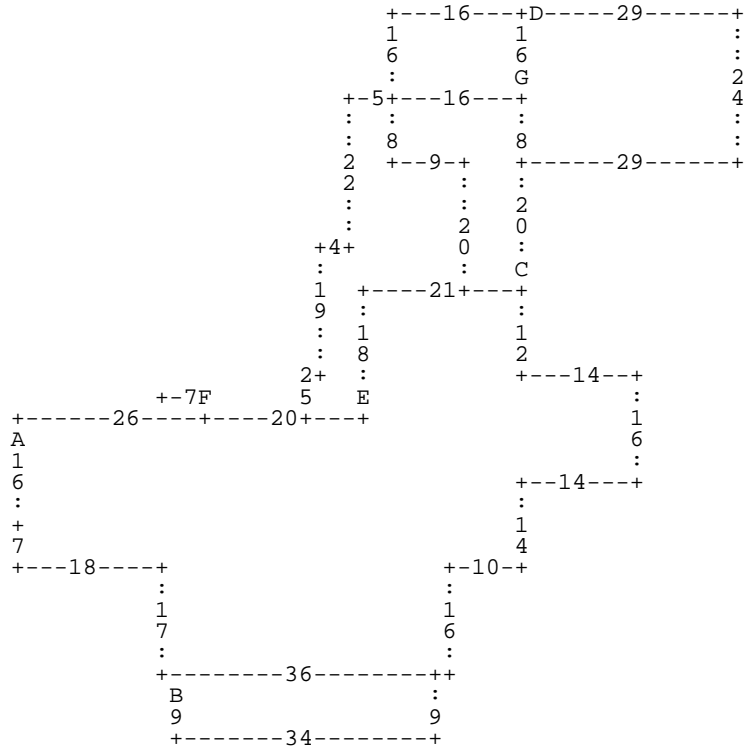 +---16---+D-----29------+
                          1        1              :
                          6        6              :
                          :        G              2
                       +-5+---16---+              4
                       :  :        :              :
                       :  8        8              :
                       2  +--9-+   +------29------+
                       2       :   :
                       :       :   2
                       :       2   0
                     +4+       0   :
                     :         :   C
                     1  +----21+---+
                     9  :          :
                     :  1          1
                     :  8          2
                    2+  :          +---14--+
          +-7F      5   E                  :
+------26----+----20+---+                  1
A                                          6
1                                          :
6                                  +--14---+
:                                  :
+                                  1
7                                  4
+---18----+                   +-10-+
          :                   :
          1                   1
          7                   6
          :                   :
          +-------36--------++
           B                 :
           9                 9
           +-------34--------+